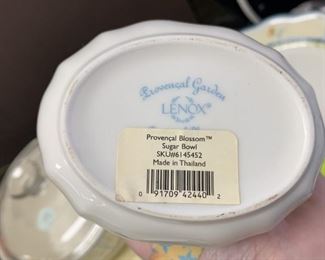 Provençal Garden
LENOX®
Provençal Blossom™
Sugar Bowl
SKU#6145452
Made in Thailand
0 91709 42440 2